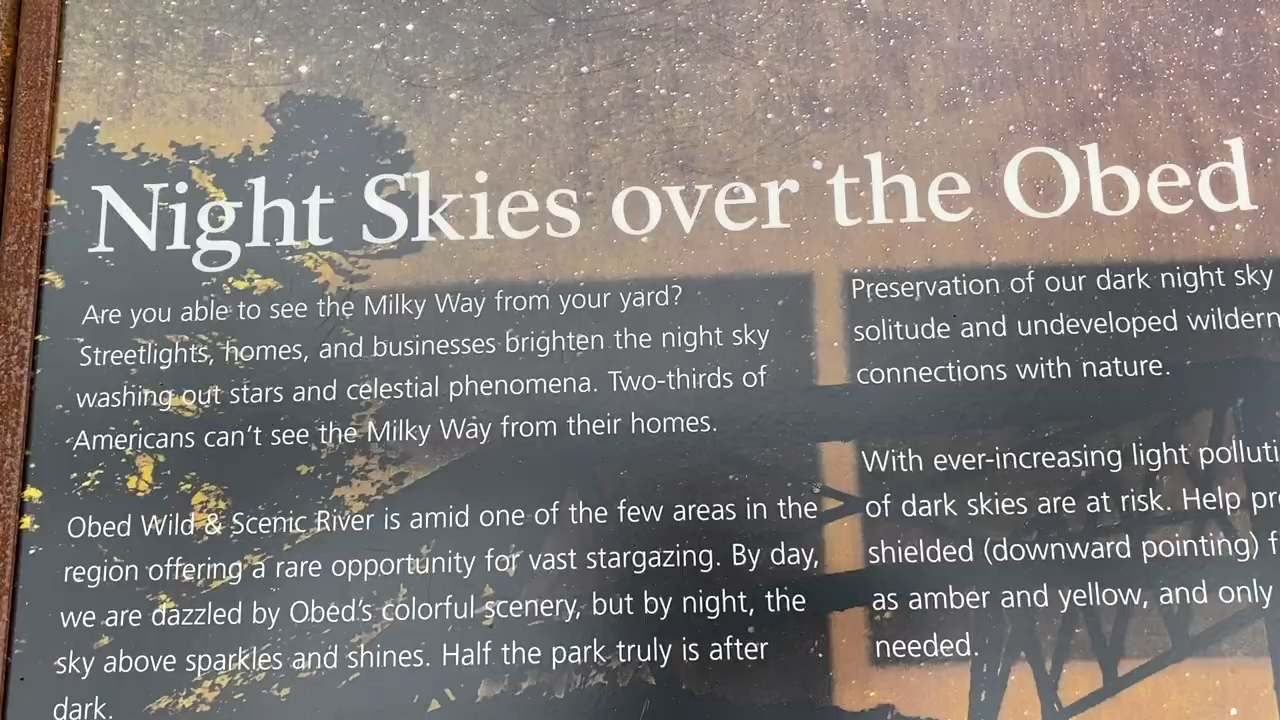 Night Skies over the Obed
Are you able to see the Milky Way from your yard?
Streetlights, homes, and businesses brighten the night sky
washing out stars and celestial phenomena. Two-thirds of
Americans can't see the Milky Way from their homes.
Obed Wild & Scenic River is amid one of the few areas in the
region offering a rare opportunity for vast stargazing. By day,
we are dazzled by Obed's colorful scenery, but by night, the
sky above sparkles and shines. Half the park truly is after
dark.
Preservation of our dark night sky
solitude and undeveloped
connections with nature.
With ever-increasing light
of dark skies are at risk. Help
shielded (downward pointing)
as amber and yellow, and only
needed.